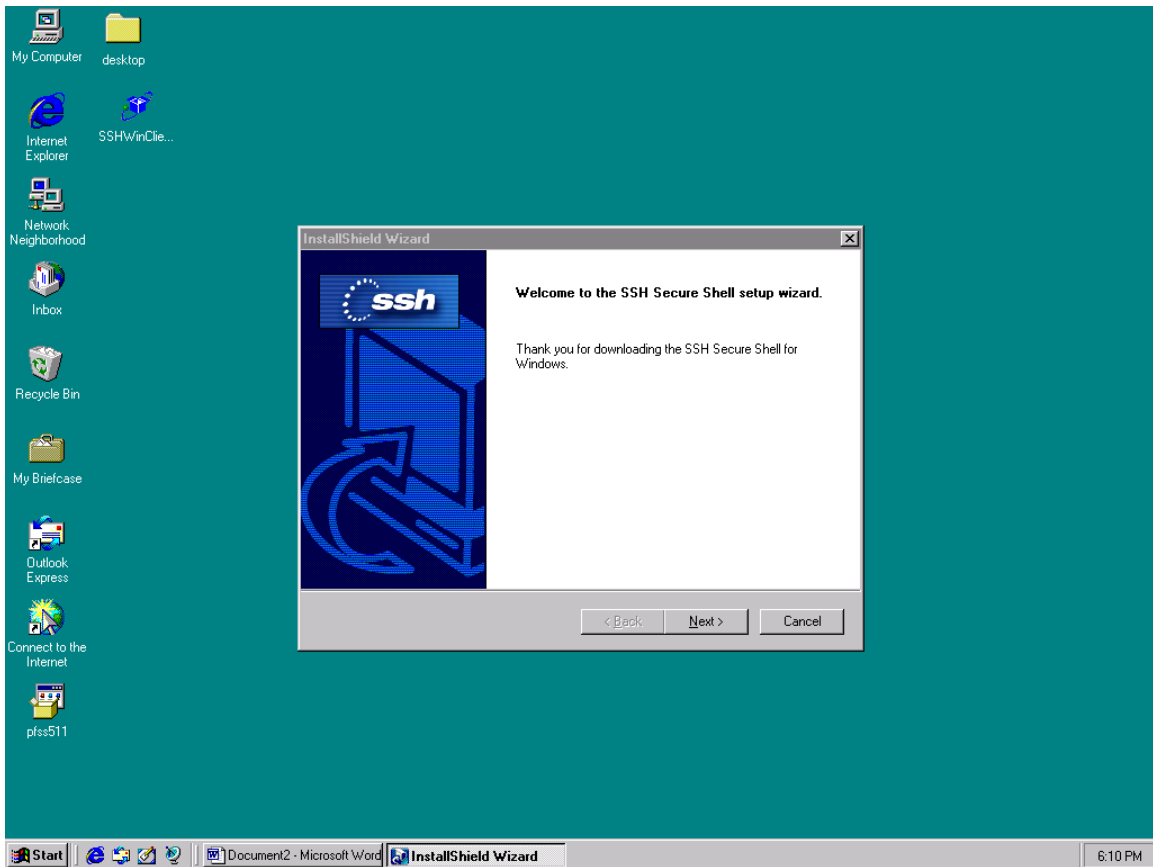 My Computer
desktop
Internet
Explorer
SSHWinClie...
Network
Neighborhood
Inbox
Recycle Bin
My Briefcase
Outlook
Express
Connect to the
Internet
pfss511
InstallShield Wizard
ssh
Welcome to the SSH Secure Shell setup wizard.
Thank you for downloading the SSH Secure Shell for
Windows.
< Back
Next >
Cancel
Start
Document2 - Microsoft Word
InstallShield Wizard
6:10 PM